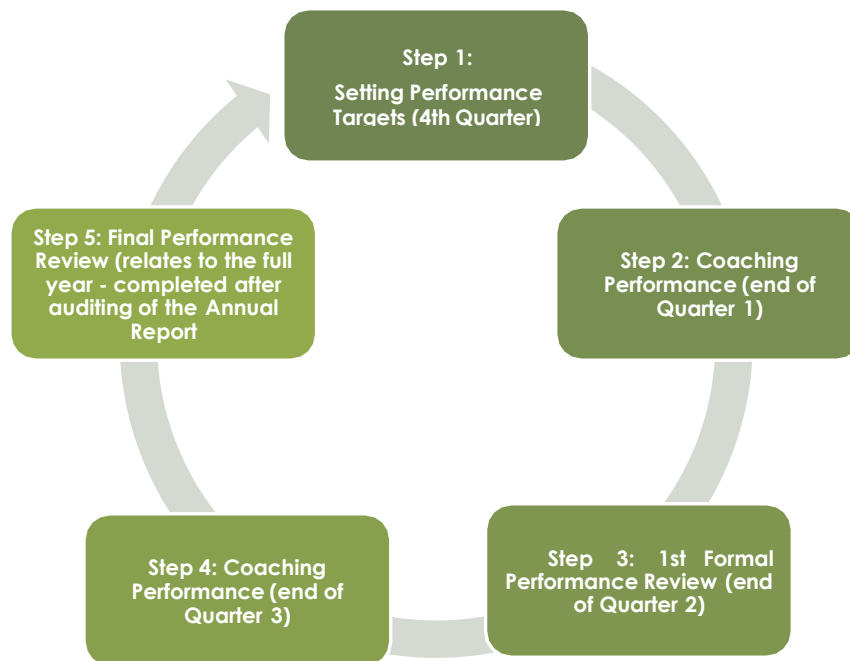 Step 1:
Setting Performance
Targets (4th Quarter)
Step 2: Coaching
Performance (end of
Quarter 1)
Step 3: 1st Formal
Performance Review (end
of Quarter 2)
Step 4: Coaching
Performance (end of
Quarter 3)
Step 5: Final Performance
Review (relates to the full
year - completed after
auditing of the Annual
Report